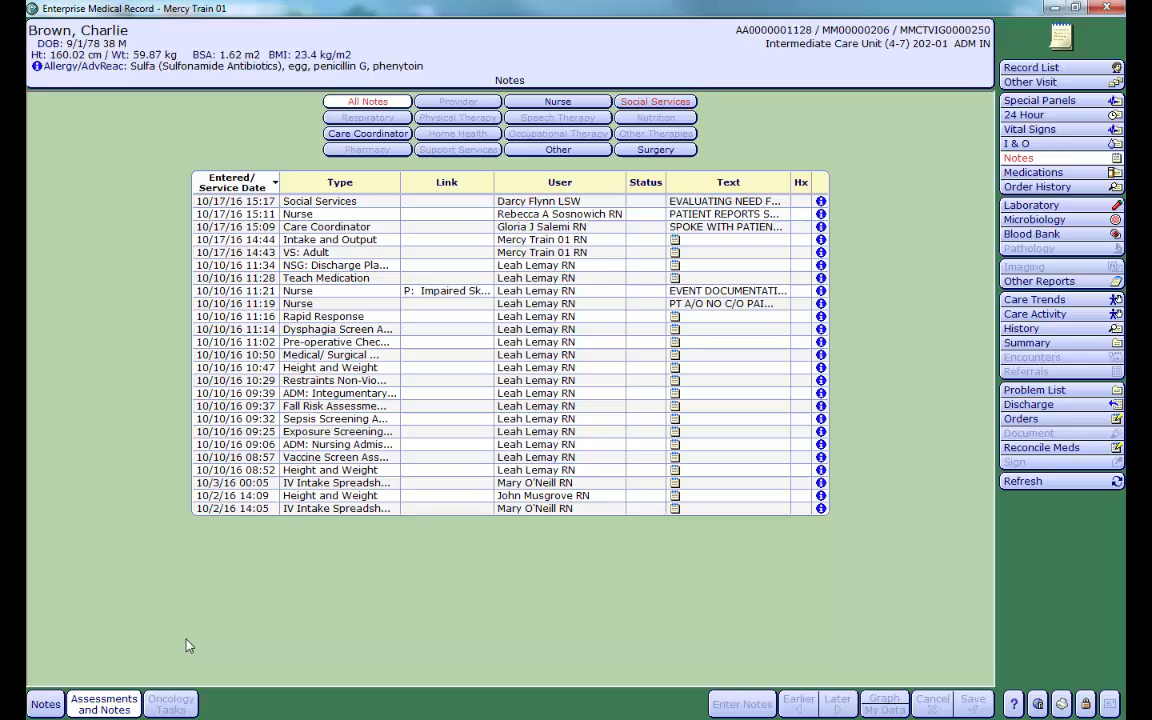 Enterprise Medical Record - Mercy Train 01
Brown, Charlie
DOB: 9/1/78 38 M
Ht: 160.02 cm / Wt: 59.87 kg BSA: 1.62 m2 BMI: 23.4 kg/m2
Allergy/AdvReac: Sulfa (Sulfonamide Antibiotics), egg, penicillin G, phenytoin
AA0000001128 / MM00000206 / MMCTVIG0000250
Intermediate Care Unit (4-7) 202-01 ADM IN
Notes
All Notes Provider Nurse Social Services
Respiratory Physical Therapy Speech Therapy Nutrition
Care Coordinator Home Health Occupational Therapy Other Therapies
Pharmacy Support Services Other Surgery
Entered/ Service Date Type Link User Status Text Hx
10/17/16 15:17 Social Services Darcy Flynn LSW EVALUATING NEED F...
10/17/16 15:11 Nurse Rebecca A Sosnowich RN PATIENT REPORTS S...
10/17/16 15:09 Care Coordinator Gloria J Salemi RN SPOKE WITH PATIEN...
10/17/16 14:44 Intake and Output Mercy Train 01 RN
10/17/16 14:43 VS: Adult Mercy Train 01 RN
10/10/16 11:34 NSG: Discharge Pla... Leah Lemay RN
10/10/16 11:28 Teach Medication Leah Lemay RN
10/10/16 11:21 Nurse P: Impaired Sk... Leah Lemay RN EVENT DOCUMENTATI...
10/10/16 11:19 Nurse Leah Lemay RN PT A/O NO C/O PAI...
10/10/16 11:16 Rapid Response Leah Lemay RN
10/10/16 11:14 Dysphagia Screen A... Leah Lemay RN
10/10/16 11:02 Pre-operative Chec... Leah Lemay RN
10/10/16 10:50 Medical/ Surgical ... Leah Lemay RN
10/10/16 10:47 Height and Weight Leah Lemay RN
10/10/16 10:29 Restraints Non-Vio... Leah Lemay RN
10/10/16 09:39 ADM: Integumentary... Leah Lemay RN
10/10/16 09:37 Fall Risk Assessme... Leah Lemay RN
10/10/16 09:32 Sepsis Screening A... Leah Lemay RN
10/10/16 09:25 Exposure Screening... Leah Lemay RN
10/10/16 09:06 ADM: Nursing Admis... Leah Lemay RN
10/10/16 08:57 Vaccine Screen Ass... Leah Lemay RN
10/10/16 08:52 Height and Weight Leah Lemay RN
10/3/16 00:05 IV Intake Spreadsh... Mary O'Neill RN
10/2/16 14:09 Height and Weight John Musgrove RN
10/2/16 14:05 IV Intake Spreadsh... Mary O'Neill RN
Record List
Other Visit
Special Panels
24 Hour
Vital Signs
I & O
Notes
Medications
Order History
Laboratory
Microbiology
Blood Bank
Pathology
Imaging
Other Reports
Care Trends
Care Activity
History
Summary
Encounters
Referrals
Problem List
Discharge
Orders
Document
Reconcile Meds
Sign
Refresh
Notes
Assessments
and Notes
Oncology
Tasks
Enter Notes
Earlier
Later
Graph
My Data
Cancel
Save